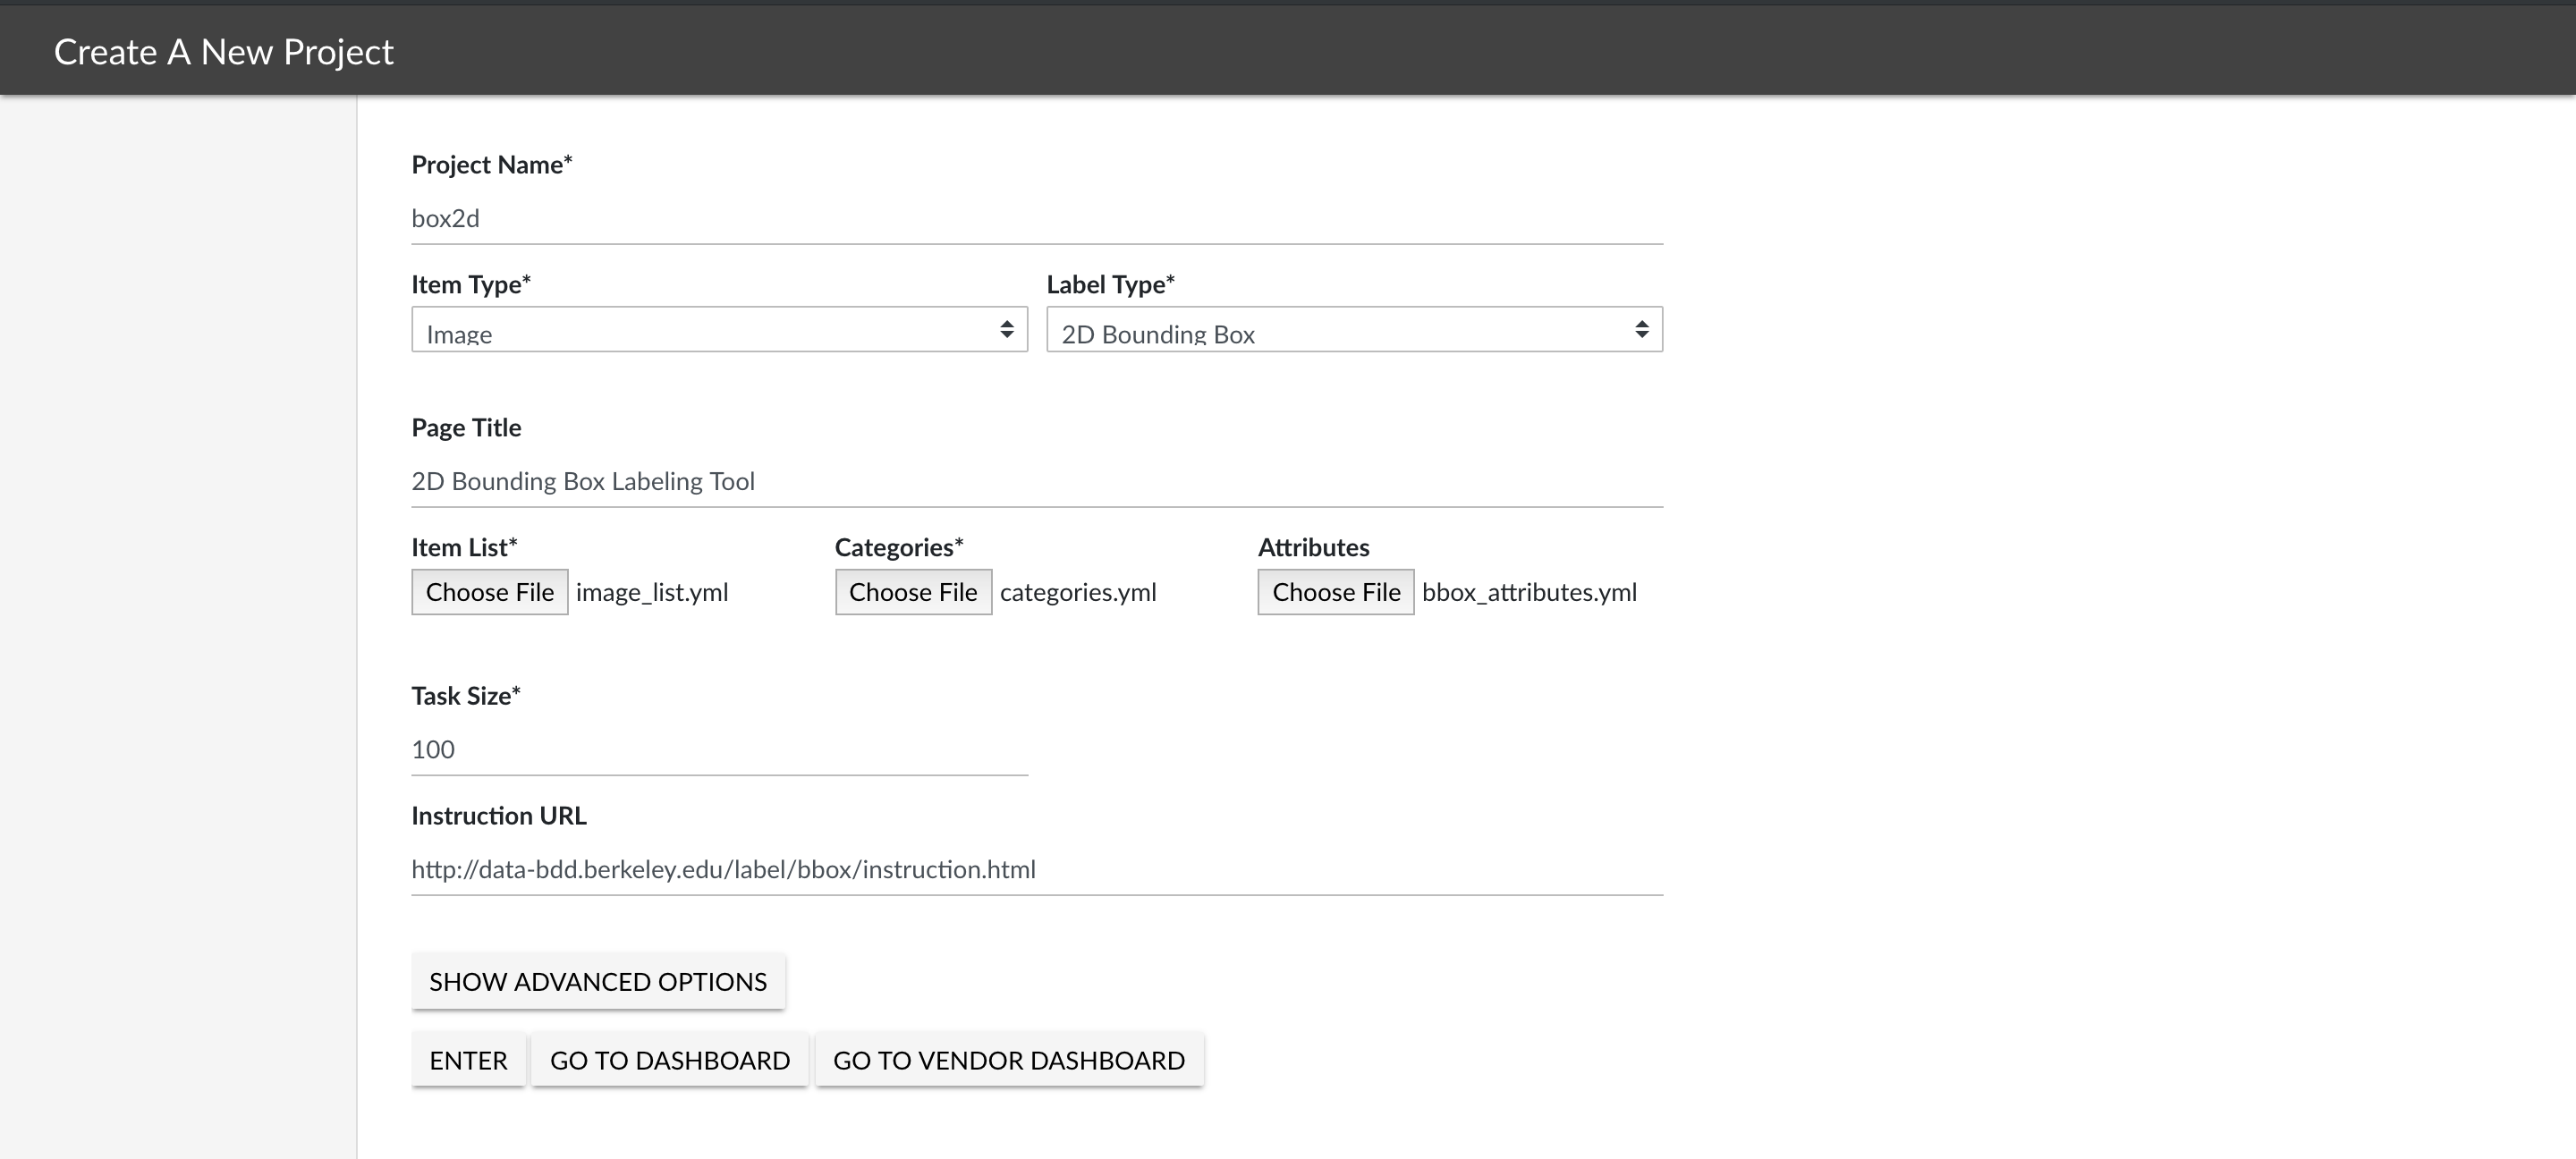 Create A New Project
Project Name*
box2d
Item Type* Label Type*
Image 2D Bounding Box
Page Title
2D Bounding Box Labeling Tool
Item List* Categories* Attributes
Choose File image_list.yml Choose File categories.yml Choose File bbox_attributes.yml
Task Size*
100
Instruction URL
http://data-bdd.berkeley.edu/label/bbox/instruction.html
SHOW ADVANCED OPTIONS
ENTER GO TO DASHBOARD GO TO VENDOR DASHBOARD